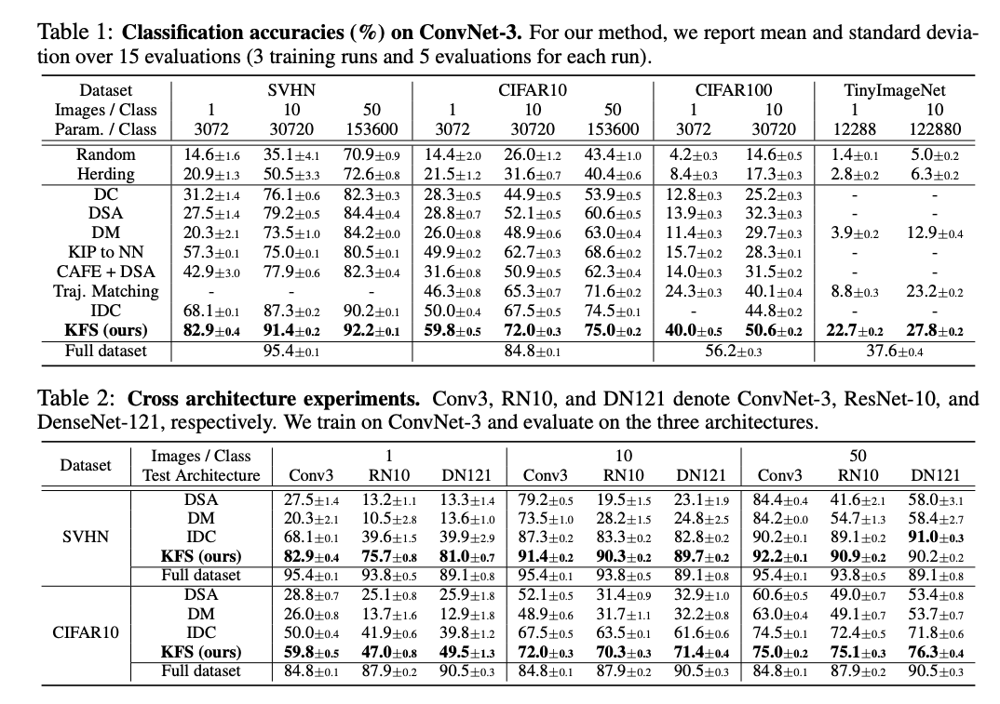 Table 1: Classification accuracies (%) on ConvNet-3. For our method, we report mean and standard devia-
tion over 15 evaluations (3 training runs and 5 evaluations for each run).
Dataset SVHN CIFAR10 CIFAR100 TinyImageNet
Images / Class 1 10 50 1 10 50 1 10 1 10
Param. / Class 3072 30720 153600 3072 30720 153600 3072 30720 12288 122880
Random 14.6±1.6 35.1±4.1 70.9±0.9 14.4±2.0 26.0±1.2 43.4±1.0 4.2±0.3 14.6±0.5 1.4±0.1 5.0±0.2
Herding 20.9±1.3 50.5±3.3 72.6±0.8 21.5±1.2 31.6±0.7 40.4±0.6 8.4±0.3 17.3±0.3 2.8±0.2 6.3±0.2
DC 31.2±1.4 76.1±0.6 82.3±0.3 28.3±0.5 44.9±0.5 53.9±0.5 12.8±0.3 25.2±0.3 - -
DSA 27.5±1.4 79.2±0.5 84.4±0.4 28.8±0.7 52.1±0.5 60.6±0.5 13.9±0.3 32.3±0.3 - -
DM 20.3±2.1 73.5±1.0 84.2±0.0 26.0±0.8 48.9±0.6 63.0±0.4 11.4±0.3 29.7±0.3 3.9±0.2 12.9±0.4
KIP to NN 57.3±0.1 75.0±0.1 80.5±0.1 49.9±0.2 62.7±0.3 68.6±0.2 15.7±0.2 28.3±0.1 - -
CAFE + DSA 42.9±3.0 77.9±0.6 82.3±0.4 31.6±0.8 50.9±0.5 62.3±0.4 14.0±0.3 31.5±0.2 - -
Traj. Matching - - - 46.3±0.8 65.3±0.7 71.6±0.2 24.3±0.3 40.1±0.4 8.8±0.3 23.2±0.2
IDC 68.1±0.1 87.3±0.2 90.2±0.1 50.0±0.4 67.5±0.5 74.5±0.1 - 44.8±0.2 - -
KFS (ours) 82.9±0.4 91.4±0.2 92.2±0.1 59.8±0.5 72.0±0.3 75.0±0.2 40.0±0.5 50.6±0.2 22.7±0.2 27.8±0.2
Full dataset 95.4±0.1 84.8±0.1 56.2±0.3 37.6±0.4
Table 2: Cross architecture experiments. Conv3, RN10, and DN121 denote ConvNet-3, ResNet-10, and
DenseNet-121, respectively. We train on ConvNet-3 and evaluate on the three architectures.
Dataset Images / Class 1 10 50
Test Architecture Conv3 RN10 DN121 Conv3 RN10 DN121 Conv3 RN10 DN121
DSA 27.5±1.4 13.2±1.1 13.3±1.4 79.2±0.5 19.5±1.5 23.1±1.9 84.4±0.4 41.6±2.1 58.0±3.1
DM 20.3±2.1 10.5±2.8 13.6±1.0 73.5±1.0 28.2±1.5 24.8±2.5 84.2±0.0 54.7±1.3 58.4±2.7
SVHN IDC 68.1±0.1 39.6±1.5 39.9±2.9 87.3±0.2 83.3±0.2 82.8±0.2 90.2±0.1 89.1±0.2 91.0±0.3
KFS (ours) 82.9±0.4 75.7±0.8 81.0±0.7 91.4±0.2 90.3±0.2 89.7±0.2 92.2±0.1 90.9±0.2 90.2±0.2
Full dataset 95.4±0.1 93.8±0.5 89.1±0.8 95.4±0.1 93.8±0.5 89.1±0.8 95.4±0.1 93.8±0.5 89.1±0.8
DSA 28.8±0.7 25.1±0.8 25.9±1.8 52.1±0.5 31.4±0.9 32.9±1.0 60.6±0.5 49.0±0.7 53.4±0.8
DM 26.0±0.8 13.7±1.6 12.9±1.8 48.9±0.6 31.7±1.1 32.2±0.8 63.0±0.4 49.1±0.7 53.7±0.7
CIFAR10 IDC 50.0±0.4 41.9±0.6 39.8±1.2 67.5±0.5 63.5±0.1 61.6±0.6 74.5±0.1 72.4±0.5 71.8±0.6
KFS (ours) 59.8±0.5 47.0±0.8 49.5±1.3 72.0±0.3 70.3±0.3 71.4±0.4 75.0±0.2 75.1±0.3 76.3±0.4
Full dataset 84.8±0.1 87.9±0.2 90.5±0.3 84.8±0.1 87.9±0.2 90.5±0.3 84.8±0.1 87.9±0.2 90.5±0.3